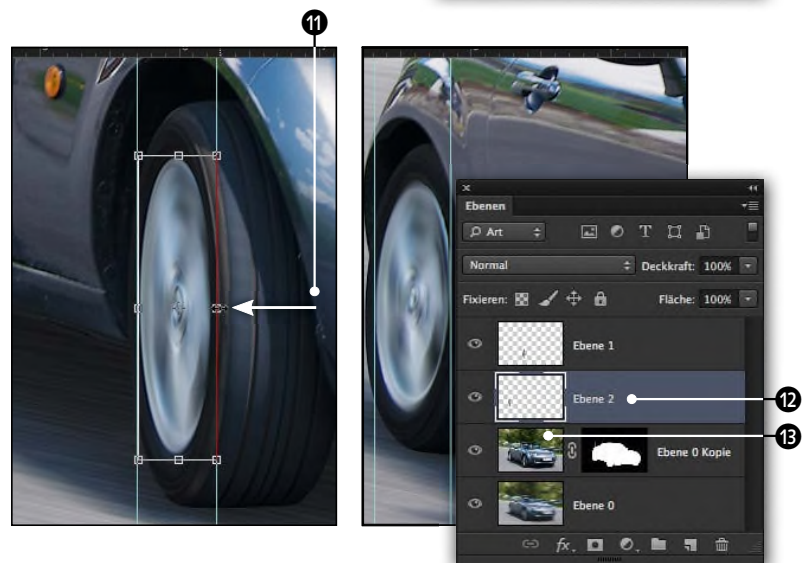 11
Ebenen
Art
Normal Deckkraft: 100%
Fixieren: Fläche: 100%
Ebene 1
Ebene 2
12
13
Ebene 0 Kopie
Ebene 0
fx